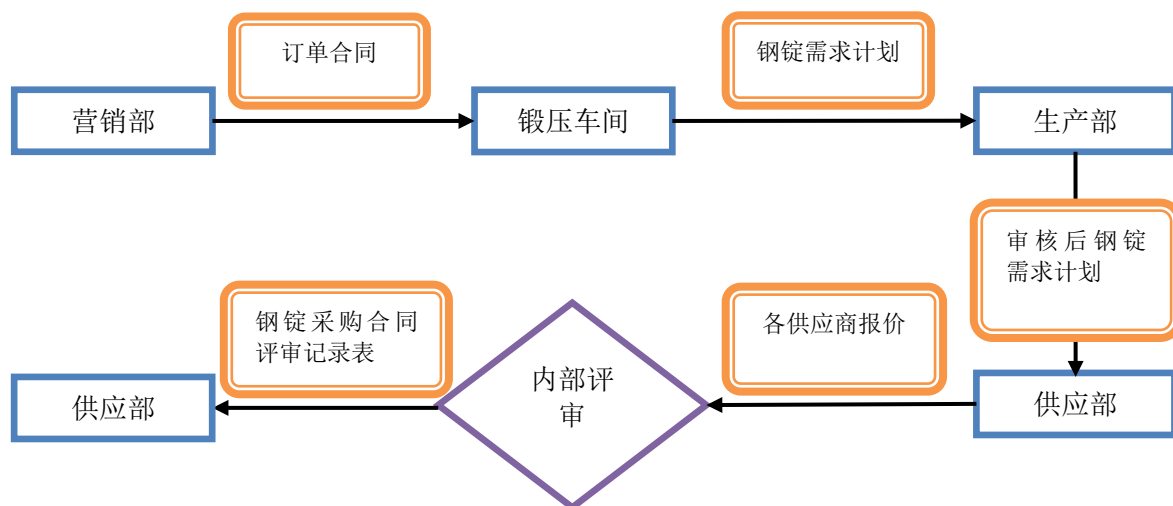 订单合同
钢锭需求计划
营销部
锻压车间
生产部
审核后钢锭
需求计划
钢锭采购合同
评审记录表
各供应商报价
内部评
审
供应部
供应部